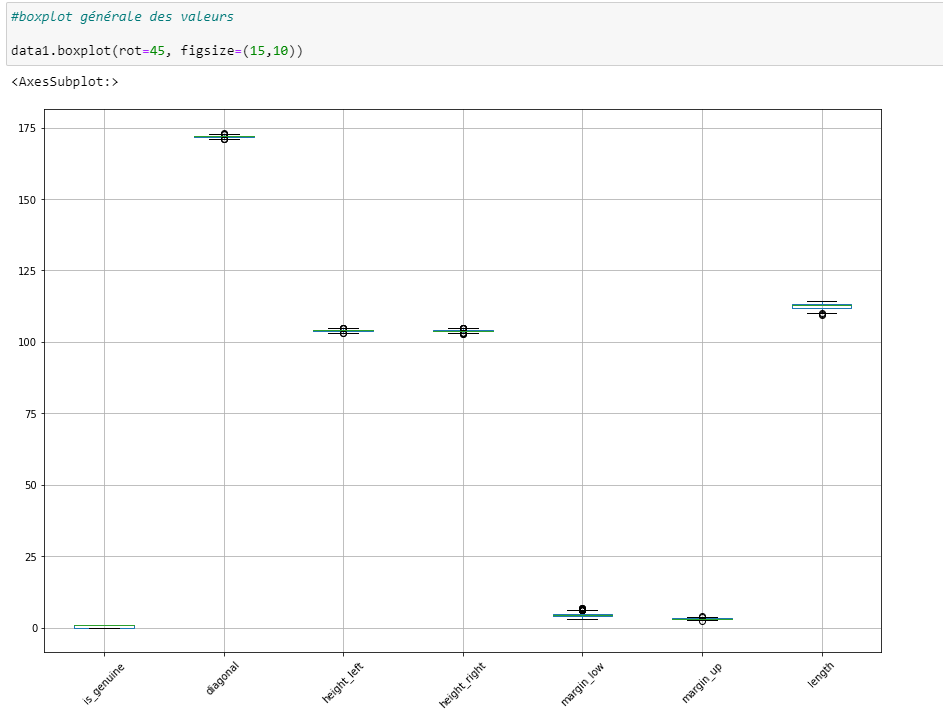 #boxplot générale des valeurs
data1.boxplot(rot=45, figsize=(15,10))
<AxesSubplot:>
175
150
125
100
75
50
25
0
is_genuine
diagonal
height_left
height_right
margin_low
margin_up
length